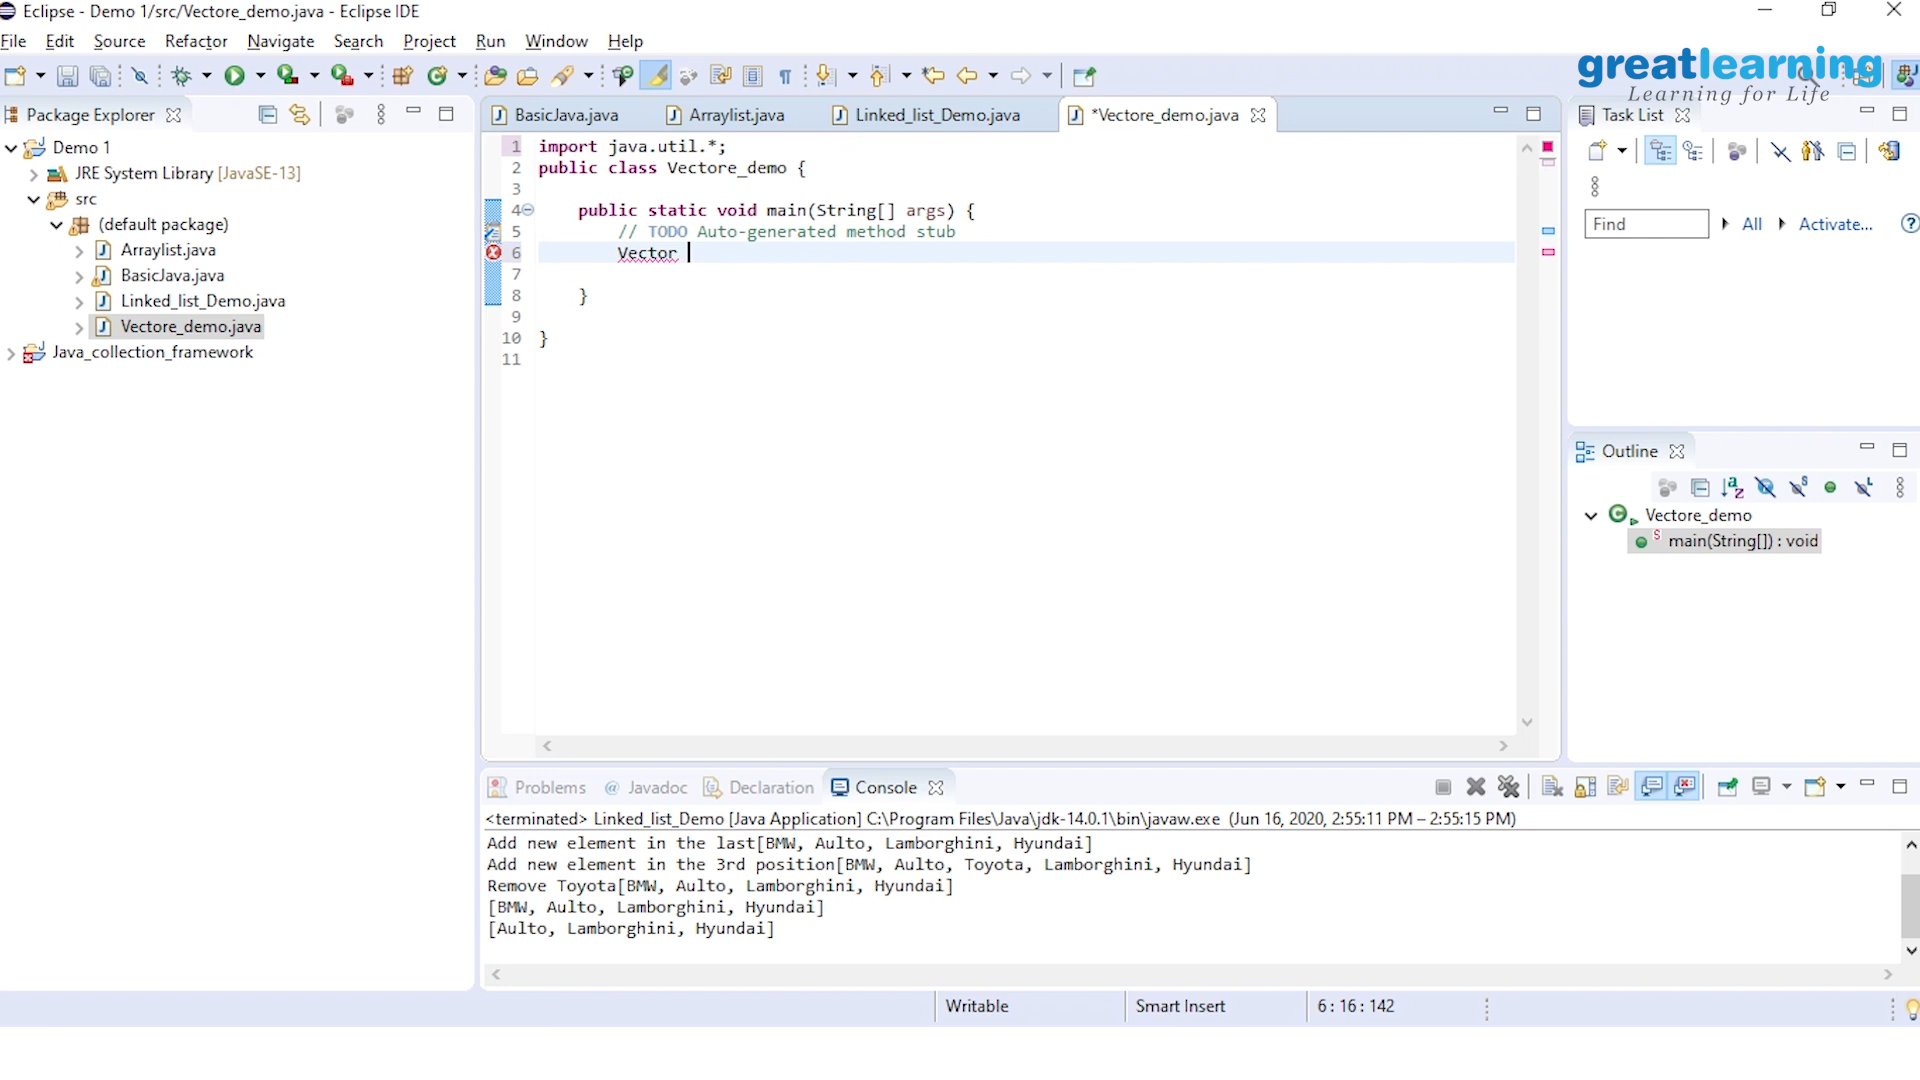 Eclipse - Demo 1/src/Vectore_demo.java - Eclipse IDE
File Edit Source Refactor Navigate Search Project Run Window Help
greatlearning
Learning for Life
Package Explorer
BasicJava.java Arraylist.java Linked_list_Demo.java *Vectore_demo.java
Task List
Demo 1
JRE System Library [JavaSE-13]
src
(default package)
Arraylist.java
BasicJava.java
Linked_list_Demo.java
Vectore_demo.java
Java_collection_framework
1 import java.util.*;
2 public class Vectore_demo {
3
4 public static void main(String[] args) {
5 // TODO Auto-generated method stub
6 Vector
7
8 }
9
10 }
11
Find All Activate...
Outline
Vectore_demo
main(String[]) : void
Problems @ Javadoc Declaration Console
<terminated> Linked_list_Demo [Java Application] C:\Program Files\Java\jdk-14.0.1\bin\javaw.exe (Jun 16, 2020, 2:55:11 PM – 2:55:15 PM)
Add new element in the last[BMW, Aulto, Lamborghini, Hyundai]
Add new element in the 3rd position[BMW, Aulto, Toyota, Lamborghini, Hyundai]
Remove Toyota[BMW, Aulto, Lamborghini, Hyundai]
[BMW, Aulto, Lamborghini, Hyundai]
[Aulto, Lamborghini, Hyundai]
Writable Smart Insert 6 : 16 : 142